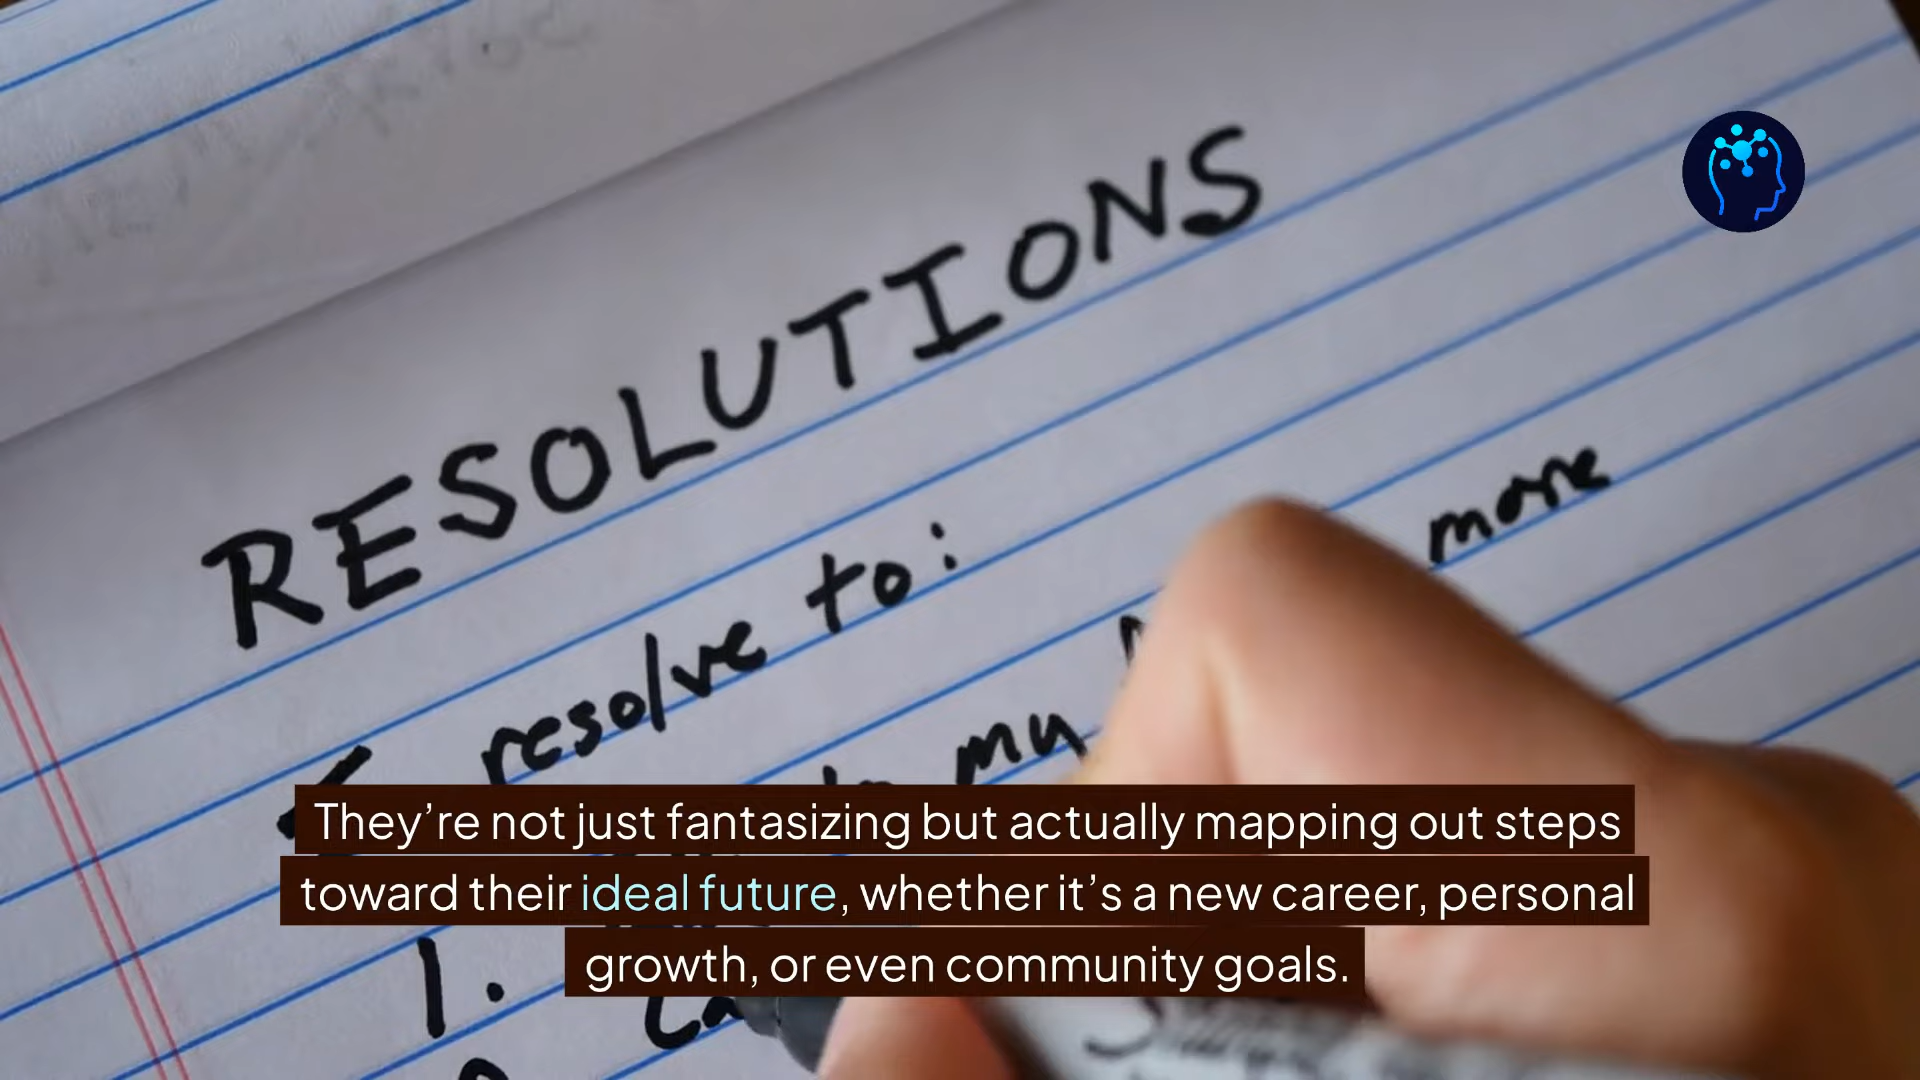 RESOLUTIONS
resolve to:
more
my
They’re not just fantasizing but actually mapping out steps
toward their ideal future, whether it’s a new career, personal
growth, or even community goals.
1.